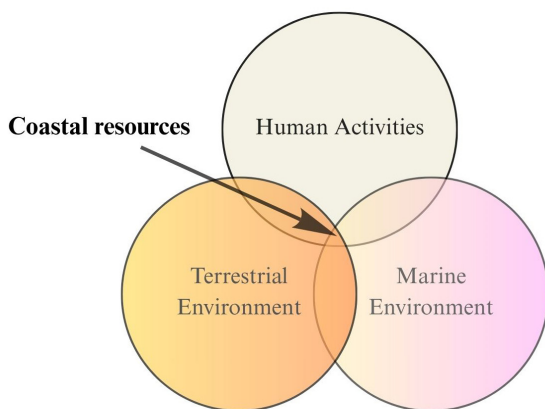 Human Activities
Coastal resources
Terrestrial
Environment
Marine
Environment